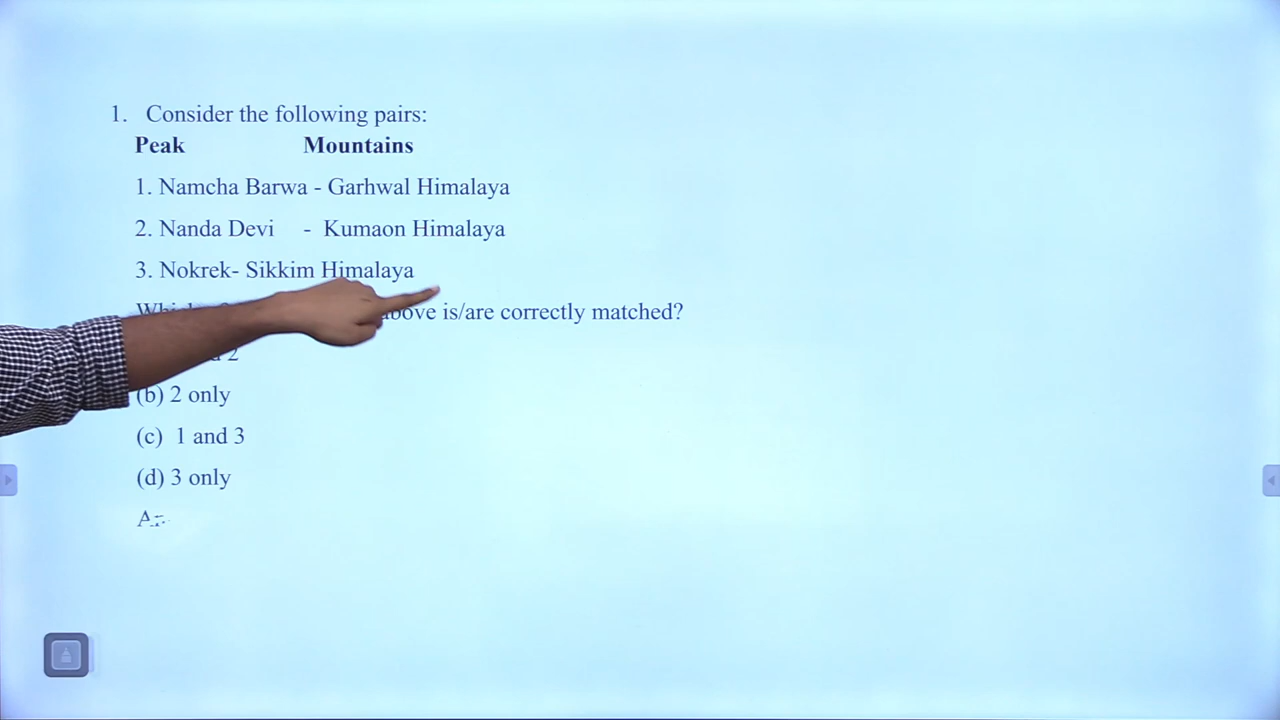 1. Consider the following pairs:
Peak Mountains
1. Namcha Barwa - Garhwal Himalaya
2. Nanda Devi - Kumaon Himalaya
3. Nokrek- Sikkim Himalaya
above is/are correctly matched?
2
(b) 2 only
(c) 1 and 3
(d) 3 only